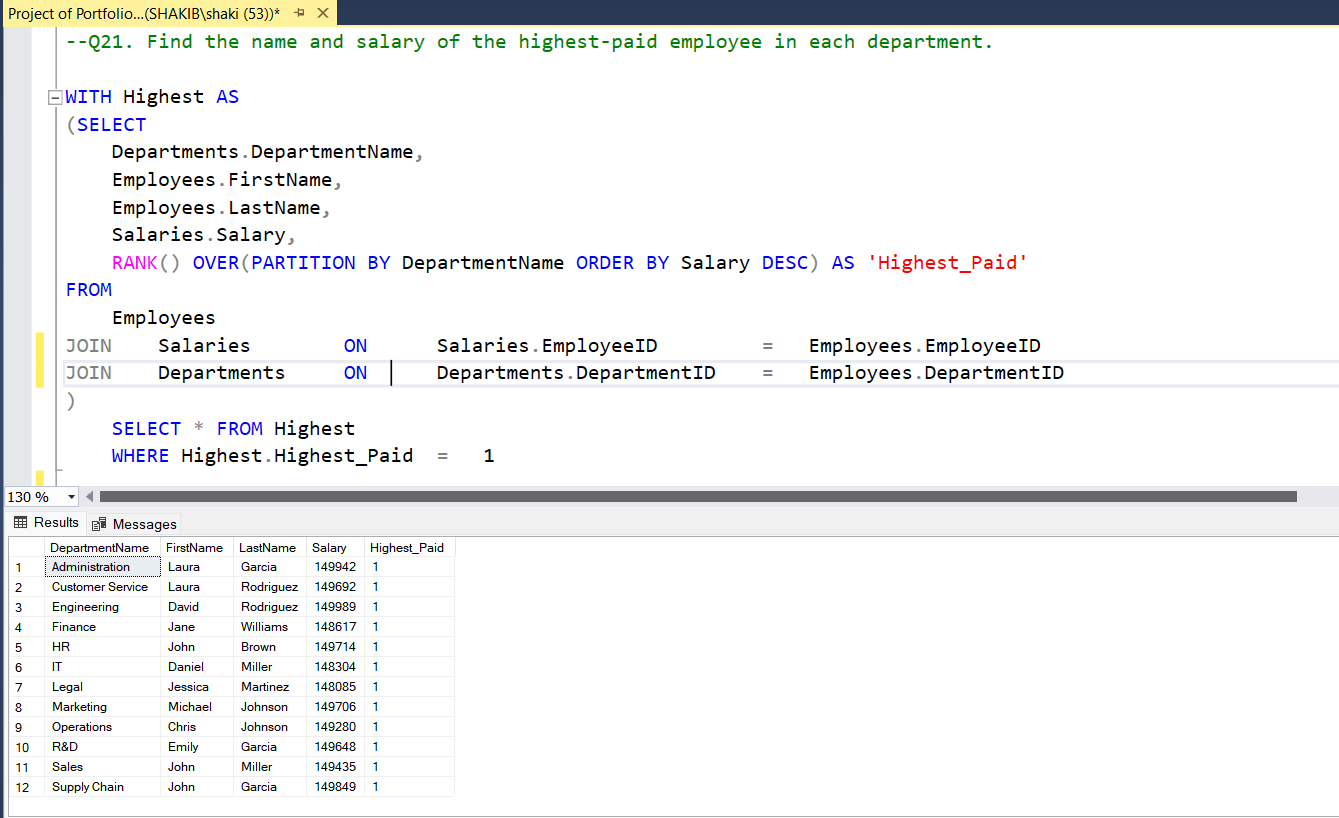 Project of Portfolio...(SHAKIB\shaki (53))*
--Q21. Find the name and salary of the highest-paid employee in each department.
WITH Highest AS
(SELECT
Departments.DepartmentName,
Employees.FirstName,
Employees.LastName,
Salaries.Salary,
RANK() OVER(PARTITION BY DepartmentName ORDER BY Salary DESC) AS 'Highest_Paid'
FROM
Employees
JOIN Salaries ON Salaries.EmployeeID = Employees.EmployeeID
JOIN Departments ON Departments.DepartmentID = Employees.DepartmentID
)
SELECT * FROM Highest
WHERE Highest.Highest_Paid = 1
130 %
Results Messages
DepartmentName FirstName LastName Salary Highest_Paid
1 Administration Laura Garcia 149942 1
2 Customer Service Laura Rodriguez 149692 1
3 Engineering David Rodriguez 149989 1
4 Finance Jane Williams 148617 1
5 HR John Brown 149714 1
6 IT Daniel Miller 148304 1
7 Legal Jessica Martinez 148085 1
8 Marketing Michael Johnson 149706 1
9 Operations Chris Johnson 149280 1
10 R&D Emily Garcia 149648 1
11 Sales John Miller 149435 1
12 Supply Chain John Garcia 149849 1